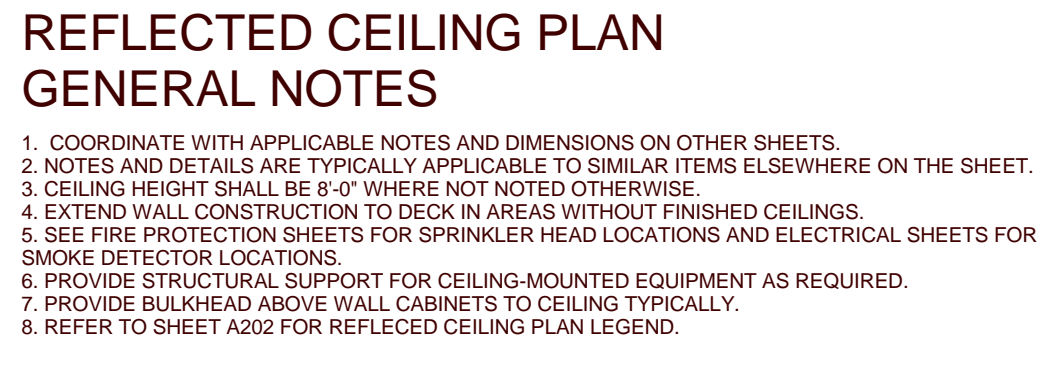 REFLECTED CEILING PLAN
GENERAL NOTES
1.  COORDINATE WITH APPLICABLE NOTES AND DIMENSIONS ON OTHER SHEETS.
2. NOTES AND DETAILS ARE TYPICALLY APPLICABLE TO SIMILAR ITEMS ELSEWHERE ON THE SHEET.
3. CEILING HEIGHT SHALL BE 8'-0" WHERE NOT NOTED OTHERWISE.
4. EXTEND WALL CONSTRUCTION TO DECK IN AREAS WITHOUT FINISHED CEILINGS.
5. SEE FIRE PROTECTION SHEETS FOR SPRINKLER HEAD LOCATIONS AND ELECTRICAL SHEETS FOR
SMOKE DETECTOR LOCATIONS.
6. PROVIDE STRUCTURAL SUPPORT FOR CEILING-MOUNTED EQUIPMENT AS REQUIRED.
7. PROVIDE BULKHEAD ABOVE WALL CABINETS TO CEILING TYPICALLY.
8. REFER TO SHEET A202 FOR REFLECED CEILING PLAN LEGEND.